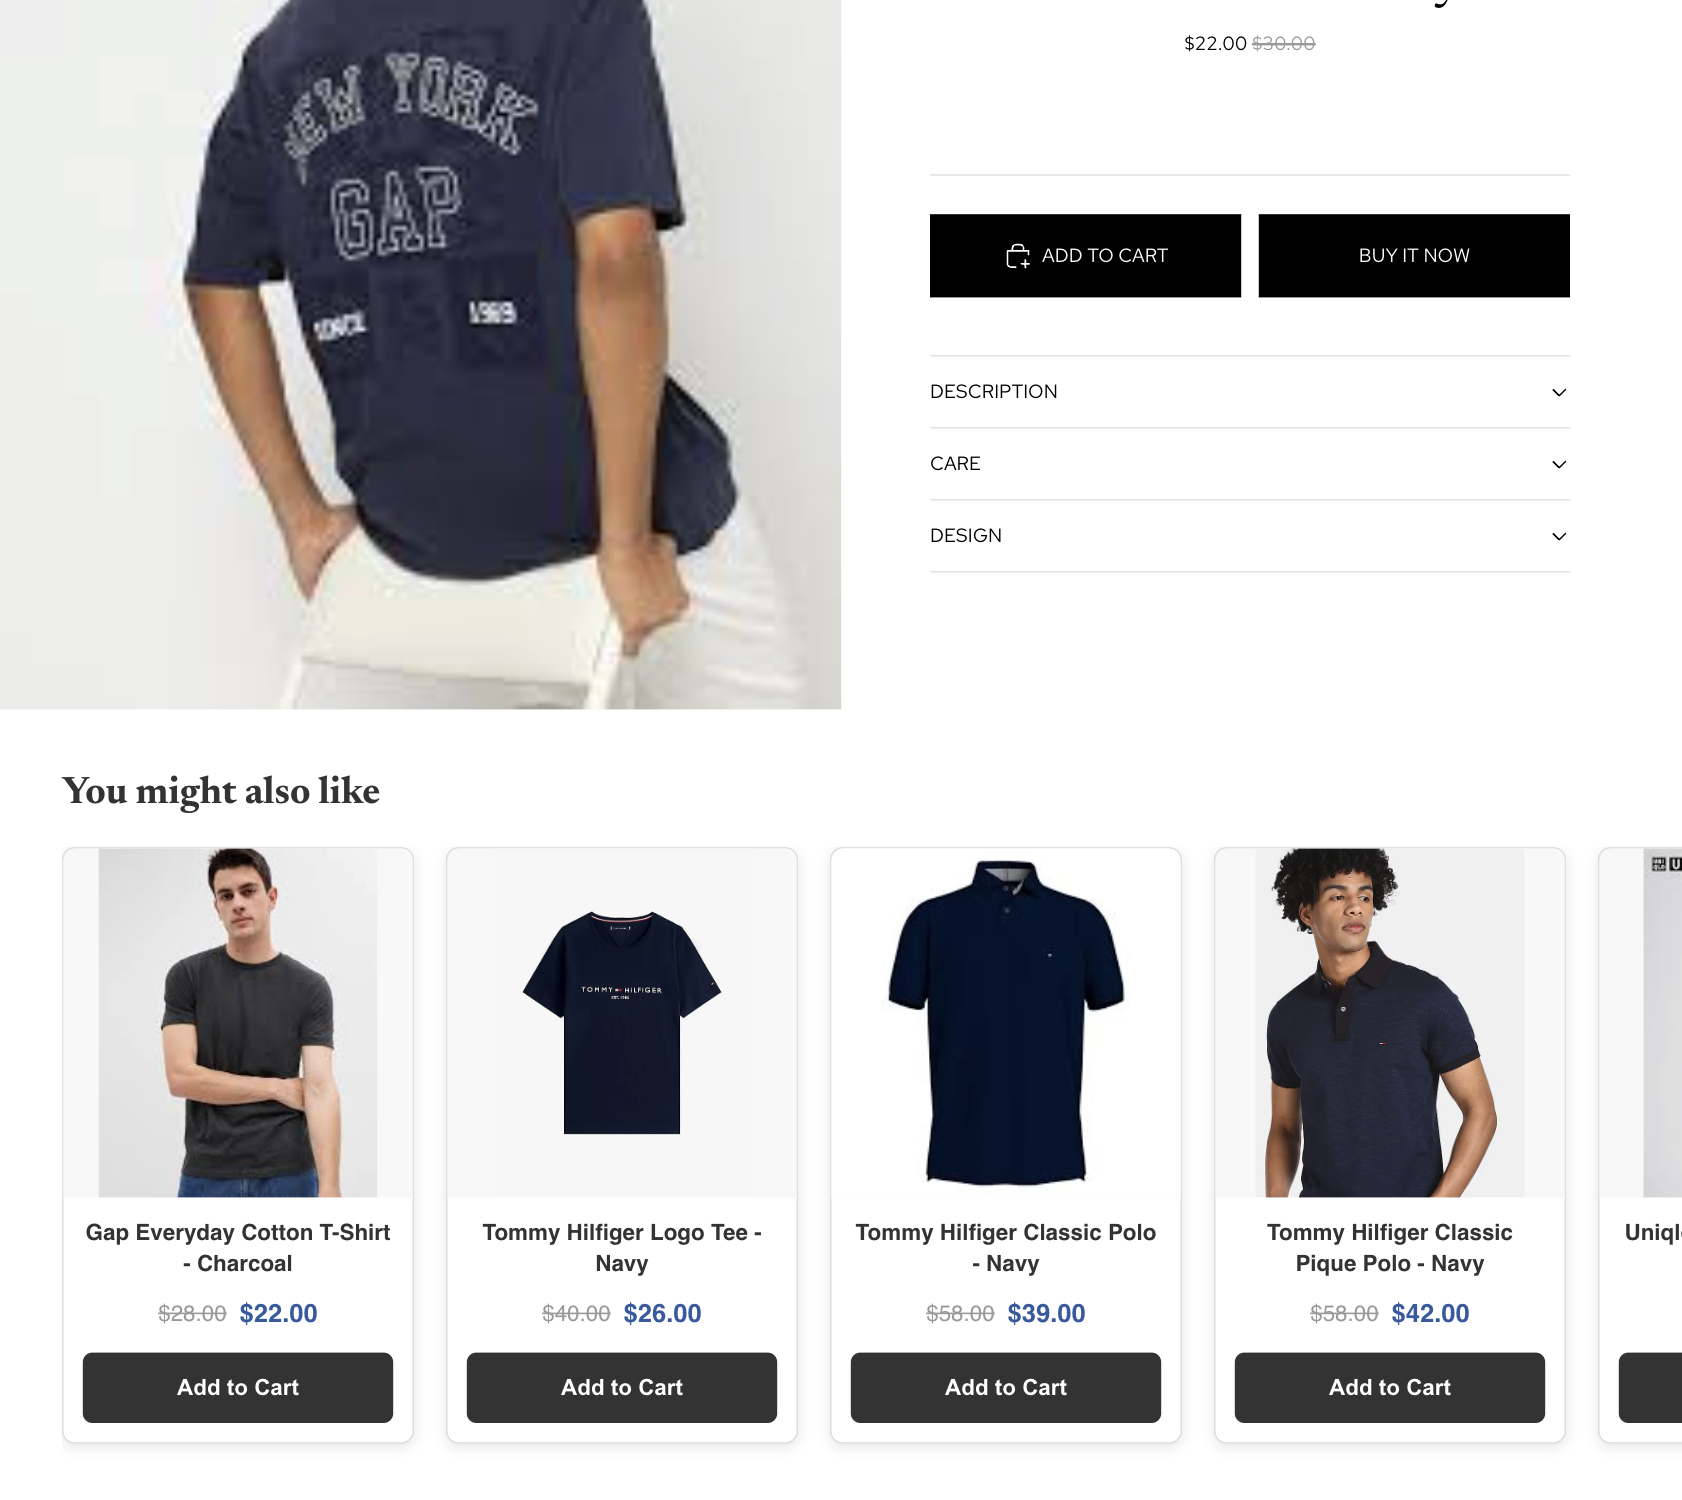 NEW YORK
GAP
SINCE 1969
$22.00 $30.00
ADD TO CART
BUY IT NOW
DESCRIPTION
CARE
DESIGN
You might also like
TOMMY HILFIGER
Gap Everyday Cotton T-Shirt
- Charcoal
$28.00 $22.00
Add to Cart
Tommy Hilfiger Logo Tee -
Navy
$40.00 $26.00
Add to Cart
Tommy Hilfiger Classic Polo
- Navy
$58.00 $39.00
Add to Cart
Tommy Hilfiger Classic
Pique Polo - Navy
$58.00 $42.00
Add to Cart